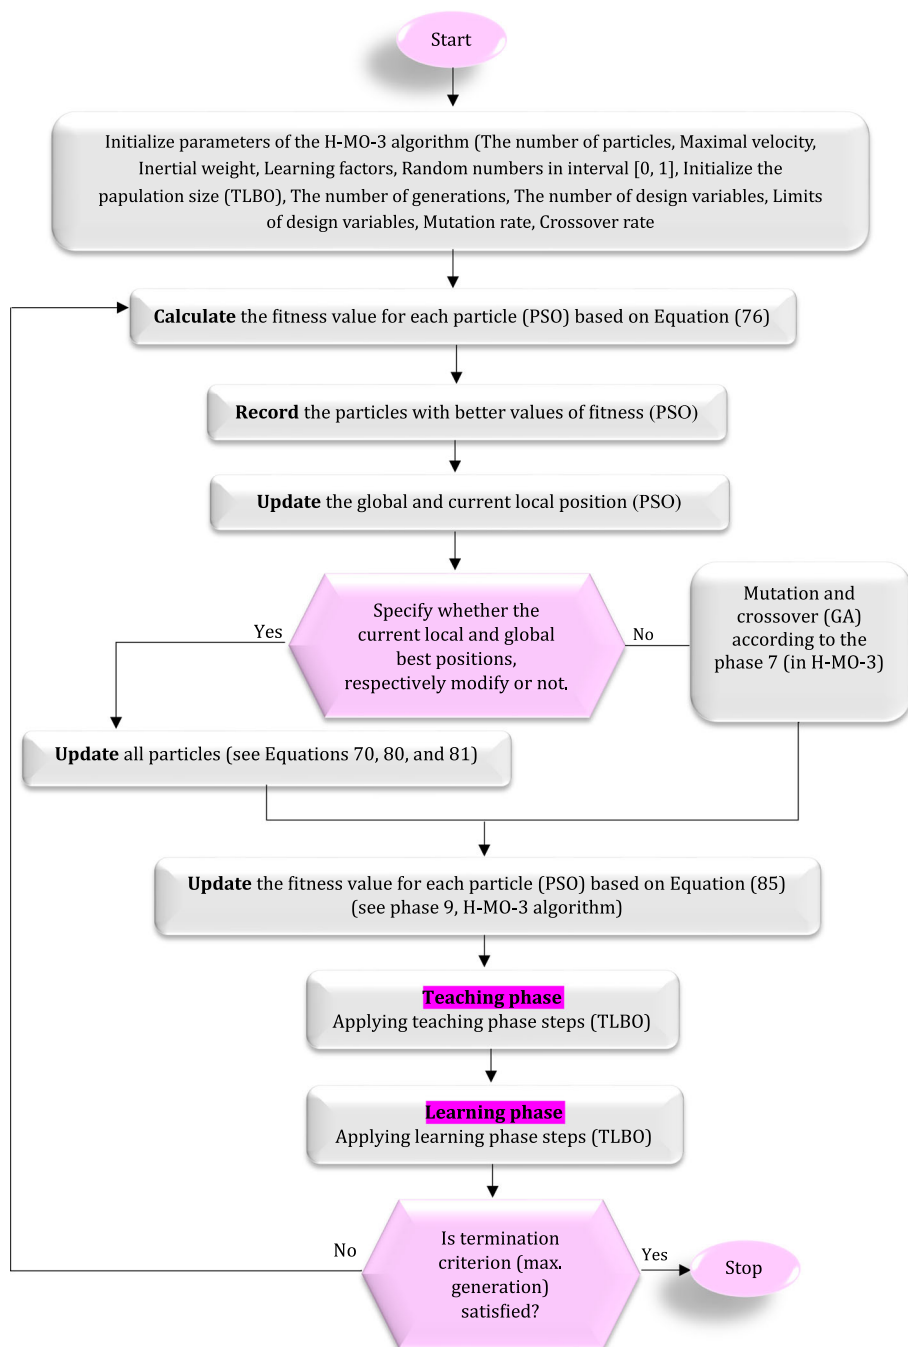 Start
Initialize parameters of the H-MO-3 algorithm (The number of particles, Maximal velocity,
Inertial weight, Learning factors, Random numbers in interval [0, 1], Initialize the
papulation size (TLBO), The number of generations, The number of design variables, Limits
of design variables, Mutation rate, Crossover rate
Calculate the fitness value for each particle (PSO) based on Equation (76)
Record the particles with better values of fitness (PSO)
Update the global and current local position (PSO)
Specify whether the
current local and global
best positions,
respectively modify or not.
Yes
No
Mutation and
crossover (GA)
according to the
phase 7 (in H-MO-3)
Update all particles (see Equations 70, 80, and 81)
Update the fitness value for each particle (PSO) based on Equation (85)
(see phase 9, H-MO-3 algorithm)
Teaching phase
Applying teaching phase steps (TLBO)
Learning phase
Applying learning phase steps (TLBO)
Is termination
criterion (max.
generation)
satisfied?
No
Yes
Stop